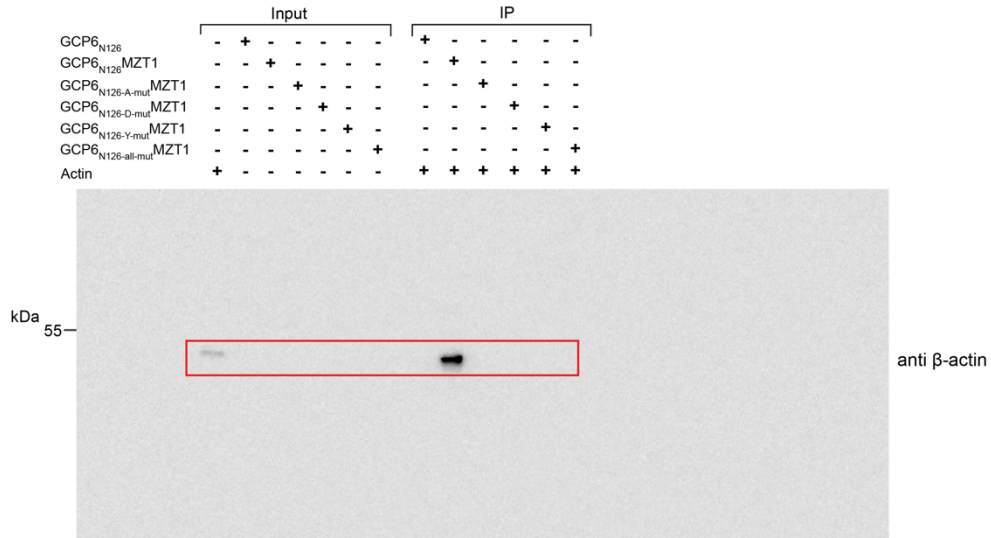 Input IP
GCP6N126 - + - - - - - + - - - - -
GCP6N126MZT1 - - + - - - - - + - - - -
GCP6N126-A-mutMZT1 - - - + - - - - - + - - -
GCP6N126-D-mutMZT1 - - - - + - - - - - + - -
GCP6N126-Y-mutMZT1 - - - - - + - - - - - + -
GCP6N126-all-mutMZT1 - - - - - - + - - - - - +
Actin + - - - - - - + + + + + +
kDa
55
anti β-actin